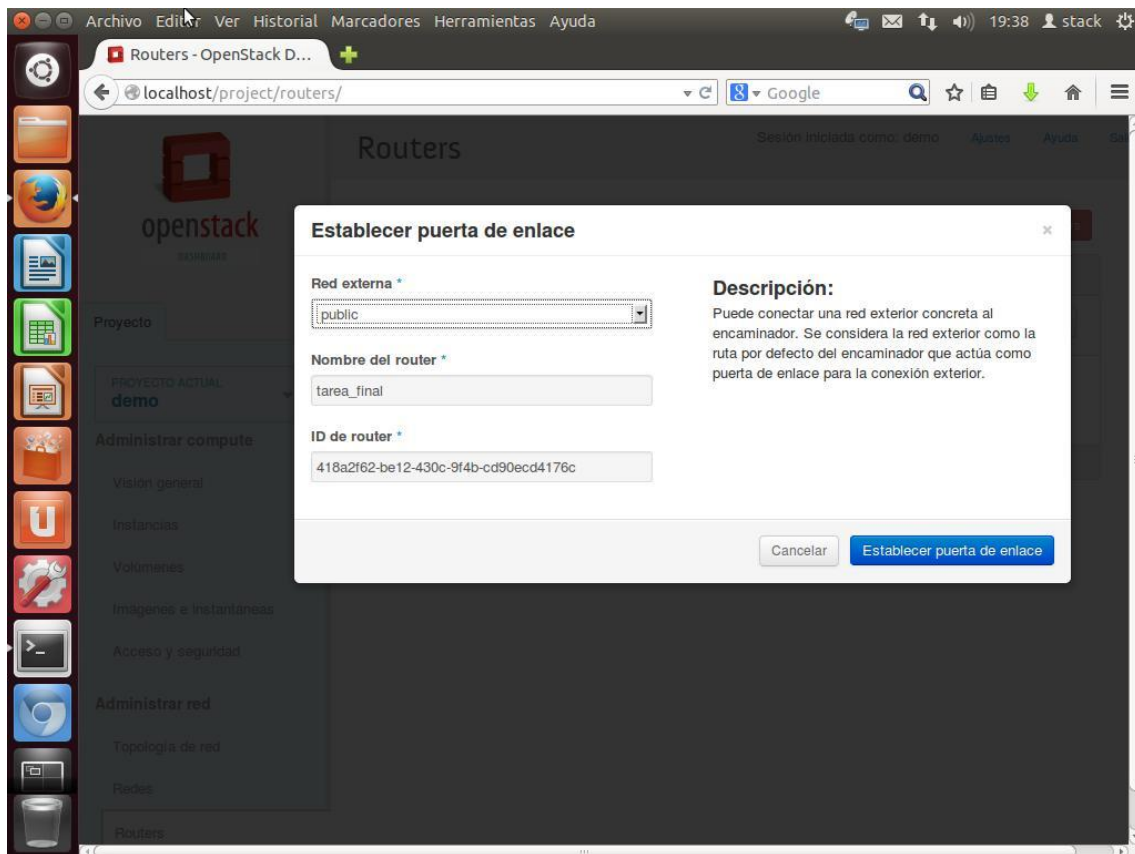 Archivo Editar Ver Historial Marcadores Herramientas Ayuda
19:38 stack
Routers - OpenStack D...
localhost/project/routers/
Google
Routers
Sesión iniciada como: demo Ajustes Ayuda
openstack
DASHBOARD
Proyecto
PROYECTO ACTUAL
demo
Administrar compute
Visión general
Instancias
Volúmenes
Imágenes e instantáneas
Acceso y seguridad
Administrar red
Topología de red
Redes
Routers
Establecer puerta de enlace
Red externa *
public
Nombre del router *
tarea_final
ID de router *
418a2f62-be12-430c-9f4b-cd90ecd4176c
Descripción:
Puede conectar una red exterior concreta al
encaminador. Se considera la red exterior como la
ruta por defecto del encaminador que actúa como
puerta de enlace para la conexión exterior.
Cancelar Establecer puerta de enlace